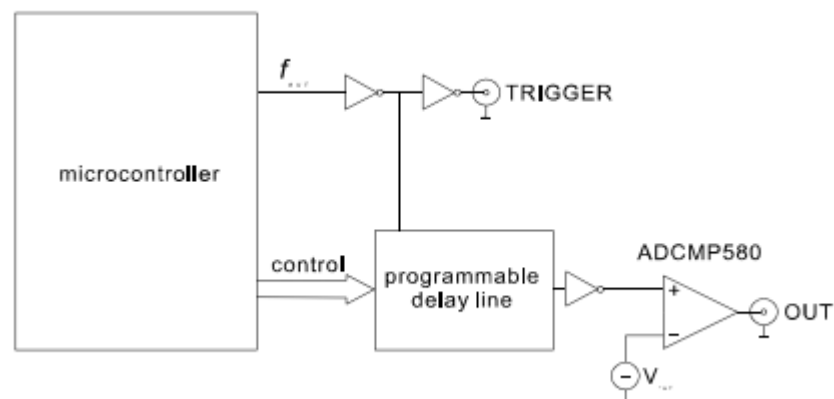 f
TRIGGER
microcontroller
control
programmable
delay line
ADCMP580
+
−
OUT
− V